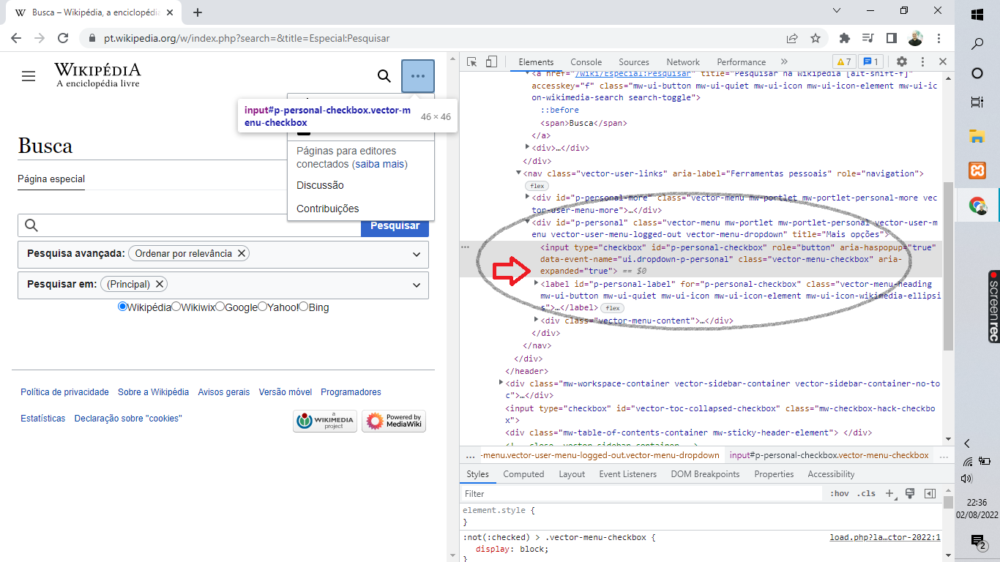 Busca – Wikipédia, a enciclopédi
pt.wikipedia.org/w/index.php?search=&title=Especial:Pesquisar
WIKIPÉDIA
A enciclopédia livre
input#p-personal-checkbox.vector-m
enu-checkbox
46 × 46
Páginas para editores
conectados (saiba mais)
Discussão
Contribuições
Busca
Página especial
Pesquisar
Pesquisa avançada: Ordenar por relevância
Pesquisar em: (Principal)
Wikipédia Wikiwix Google Yahoo! Bing
Política de privacidade Sobre a Wikipédia Avisos gerais Versão móvel Programadores
Estatísticas Declaração sobre "cookies"
A WIKIMEDIA project
Powered by MediaWiki
Elements Console Sources Network Performance » 7 1
<a href="/wiki/Especial:Pesquisar" title="Pesquisar na Wikipédia [alt-shift-f]"
accesskey="f" class="mw-ui-button mw-ui-quiet mw-ui-icon mw-ui-icon-element mw-ui-ic
on-wikimedia-search search-toggle">
::before
<span>Busca</span>
</a>
<div>…</div>
</div>
<nav class="vector-user-links" aria-label="Ferramentas pessoais" role="navigation">
flex
<div id="p-personal-more" class="vector-menu mw-portlet mw-portlet-personal-more vec
tor-user-menu-more">…</div>
<div id="p-personal" class="vector-menu mw-portlet mw-portlet-personal vector-user-m
enu vector-user-menu-logged-out vector-menu-dropdown" title="Mais opções">
<input type="checkbox" id="p-personal-checkbox" role="button" aria-haspopup="true"
data-event-name="ui.dropdown-p-personal" class="vector-menu-checkbox" aria-
expanded="true"> == $0
<label id="p-personal-label" for="p-personal-checkbox" class="vector-menu-heading
mw-ui-button mw-ui-quiet mw-ui-icon mw-ui-icon-element mw-ui-icon-wikimedia-ellipsi
s">…</label> flex
<div class="vector-menu-content">…</div>
</div>
</nav>
</div>
</header>
<div class="mw-workspace-container vector-sidebar-container vector-sidebar-container-no-to
c">…</div>
<input type="checkbox" id="vector-toc-collapsed-checkbox" class="mw-checkbox-hack-checkbo
x">
<div class="mw-table-of-contents-container mw-sticky-header-element"> </div>
<!-- close vector-sidebar-container -->
… -menu.vector-user-menu-logged-out.vector-menu-dropdown input#p-personal-checkbox.vector-menu-checkbox …
Styles Computed Layout Event Listeners DOM Breakpoints Properties Accessibility
Filter :hov .cls
element.style {
}
:not(:checked) > .vector-menu-checkbox { load.php?la…ctor-2022:1
display: block;
}
screenrec
22:36
02/08/2022
2